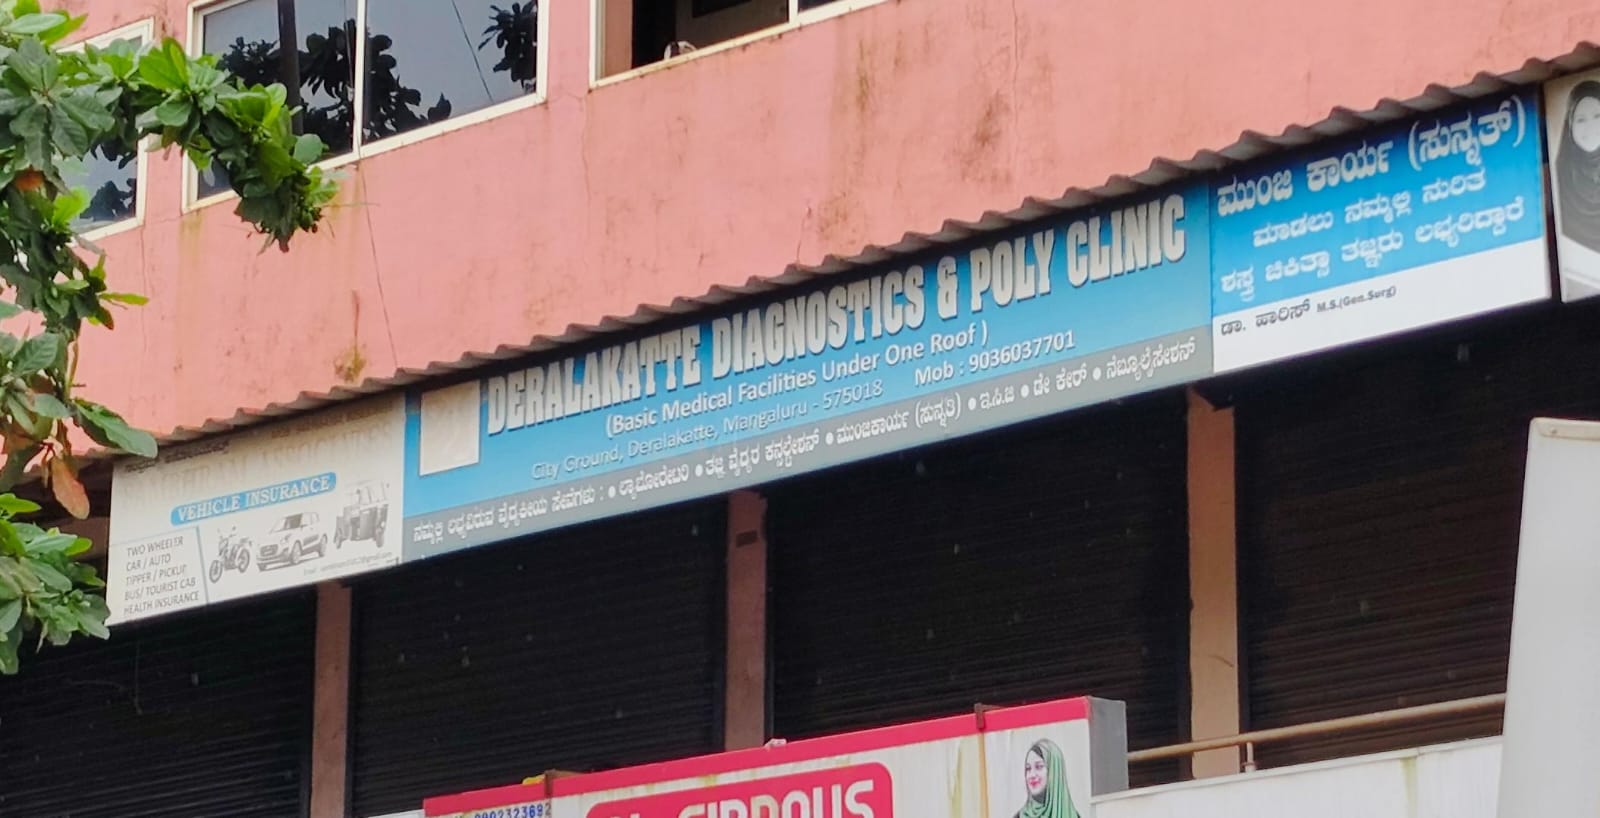 VEHICLE INSURANCE
TWO WHEELER
CAR / AUTO
TIPPER / PICKUP
BUS/ TOURIST CAB
HEALTH INSURANCE
DERALAKATTE DIAGNOSTICS & POLY CLINIC
(Basic Medical Facilities Under One Roof )
City Ground, Deralakatte, Mangaluru - 575018 Mob : 9036037701
ನಮ್ಮಲ್ಲಿ ಲಭ್ಯವಿರುವ ವೈದ್ಯಕೀಯ ಸೇವೆಗಳು : ● ಲ್ಯಾಬೋರೇಟರಿ ● ತಜ್ಞ ವೈದ್ಯರ ಕನ್ಸಲ್ಟೇಶನ್ ● ಮುಂಜಿಕಾರ್ಯ (ಸುನ್ನತಿ) ● ಇ.ಸಿ.ಜಿ ● ಡೇ ಕೇರ್ ● ನೆಬ್ಯೂಲೈಸೇಶನ್
ಮುಂಜಿ ಕಾರ್ಯ (ಸುನ್ನತ್)
ಮಾಡಲು ನಮ್ಮಲ್ಲಿ ನುರಿತ
ಶಸ್ತ್ರ ಚಿಕಿತ್ಸಾ ತಜ್ಞರು ಲಭ್ಯರಿದ್ದಾರೆ
ಡಾ. ಹಾರಿಸ್ M.S.(Gen.Surg)
FIRDOUS